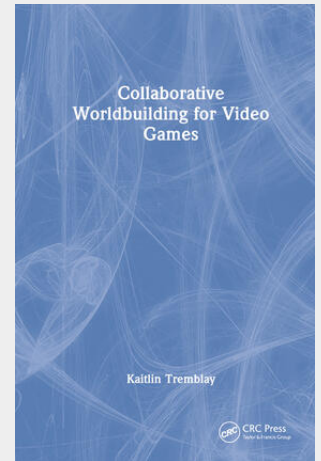 Collaborative
Worldbuilding for Video
Games
Kaitlin Tremblay
CRC CRC Press
Taylor & Francis Group